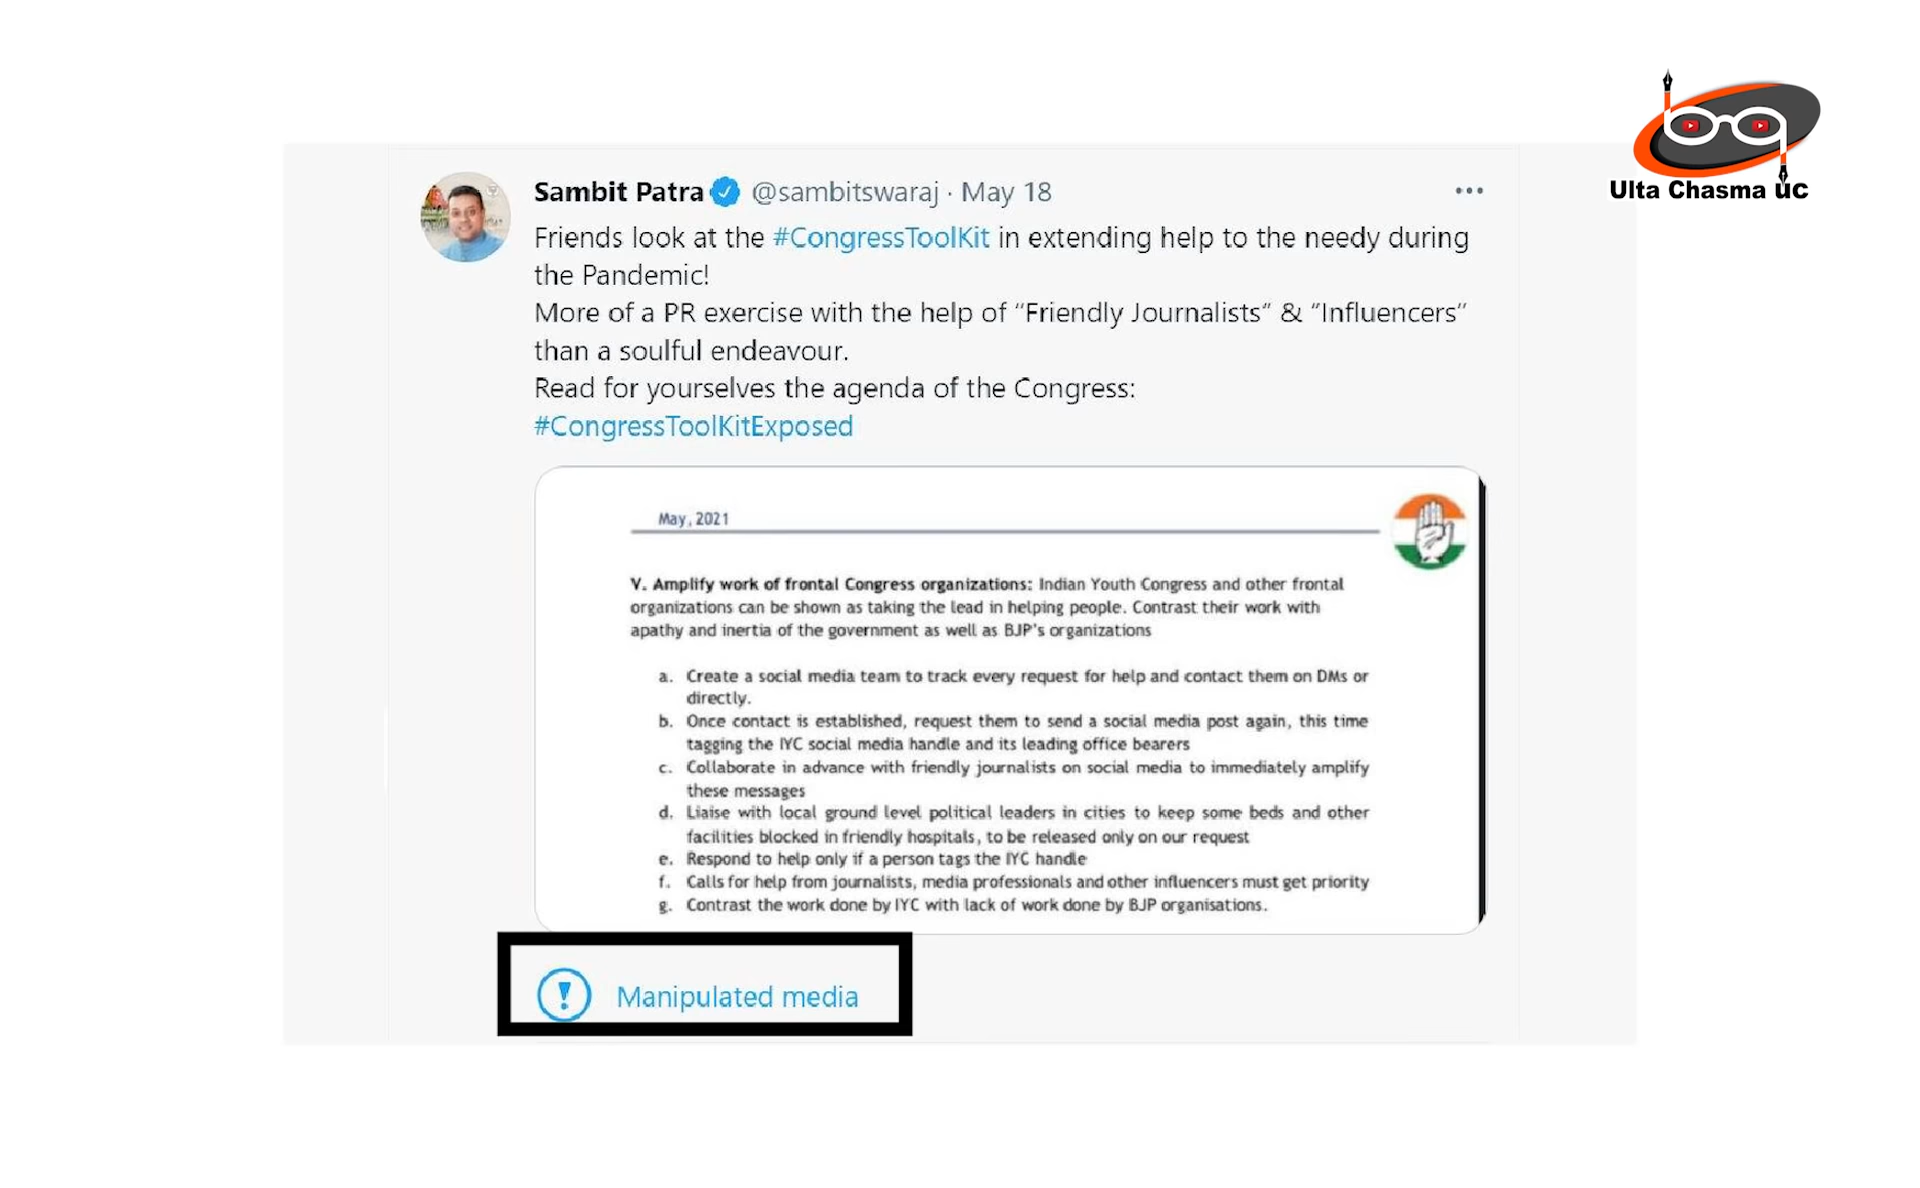 Ulta Chasma uc
Sambit Patra @sambitswaraj · May 18
Friends look at the #CongressToolKit in extending help to the needy during
the Pandemic!
More of a PR exercise with the help of “Friendly Journalists” & “Influencers”
than a soulful endeavour.
Read for yourselves the agenda of the Congress:
#CongressToolKitExposed
May, 2021
V. Amplify work of frontal Congress organizations: Indian Youth Congress and other frontal
organizations can be shown as taking the lead in helping people. Contrast their work with
apathy and inertia of the government as well as BJP's organizations
a. Create a social media team to track every request for help and contact them on DMs or
directly.
b. Once contact is established, request them to send a social media post again, this time
tagging the IYC social media handle and its leading office bearers
c. Collaborate in advance with friendly journalists on social media to immediately amplify
these messages
d. Liaise with local ground level political leaders in cities to keep some beds and other
facilities blocked in friendly hospitals, to be released only on our request
e. Respond to help only if a person tags the IYC handle
f. Calls for help from journalists, media professionals and other influencers must get priority
g. Contrast the work done by IYC with lack of work done by BJP organisations.
Manipulated media